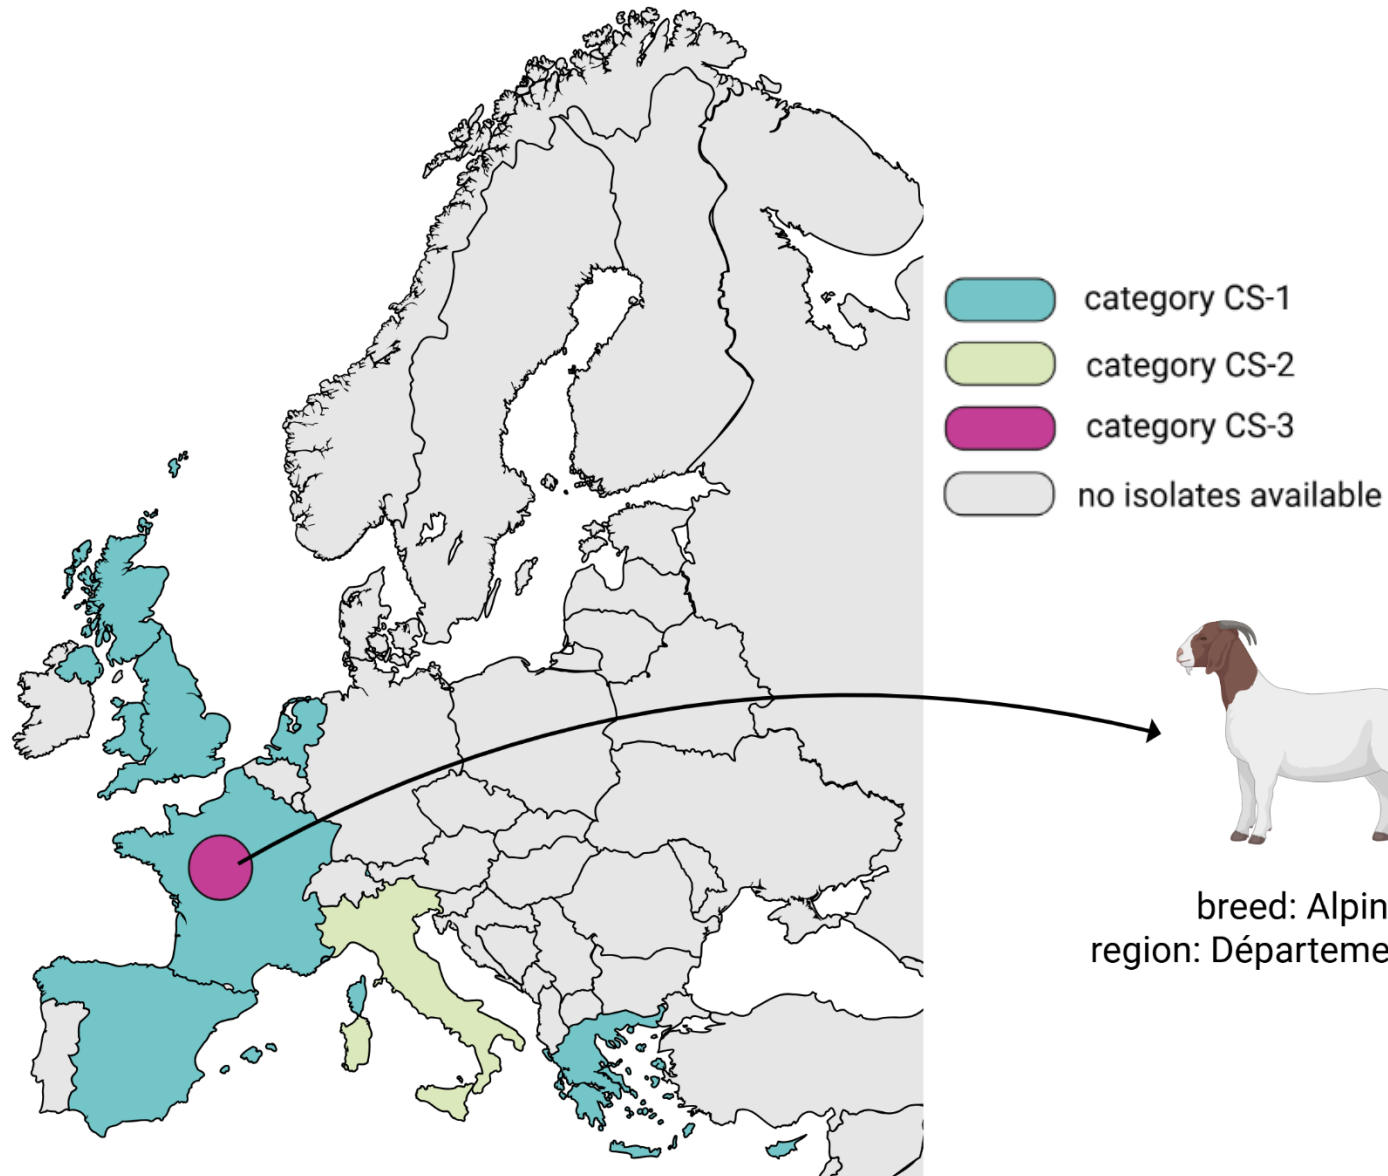 category CS-1
category CS-2
category CS-3
no isolates available
breed: Alpin
region: Départeme